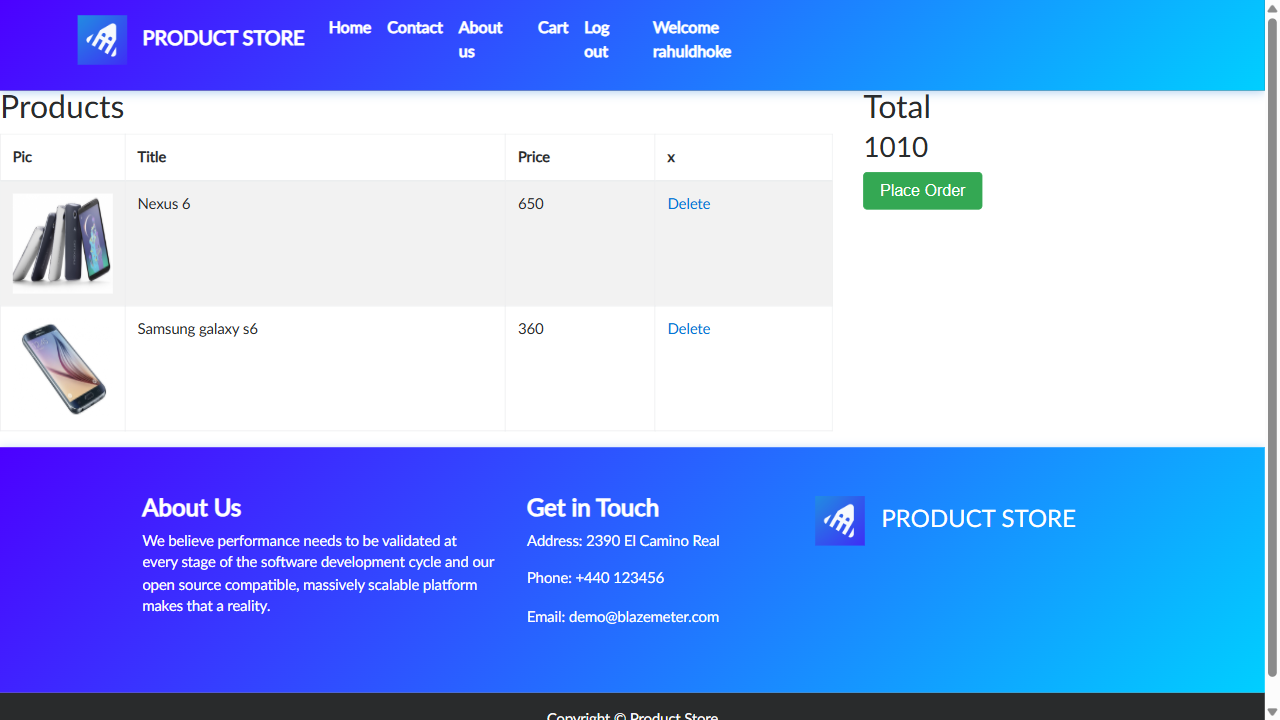 PRODUCT STORE
Home
Contact
About us
Cart
Log out
Welcome rahuldhoke
Products
Pic Title Price x
Nexus 6 650 Delete
Samsung galaxy s6 360 Delete
Total
1010
Place Order
About Us
We believe performance needs to be validated at
every stage of the software development cycle and our
open source compatible, massively scalable platform
makes that a reality.
Get in Touch
Address: 2390 El Camino Real
Phone: +440 123456
Email: demo@blazemeter.com
PRODUCT STORE
Copyright © Product Store